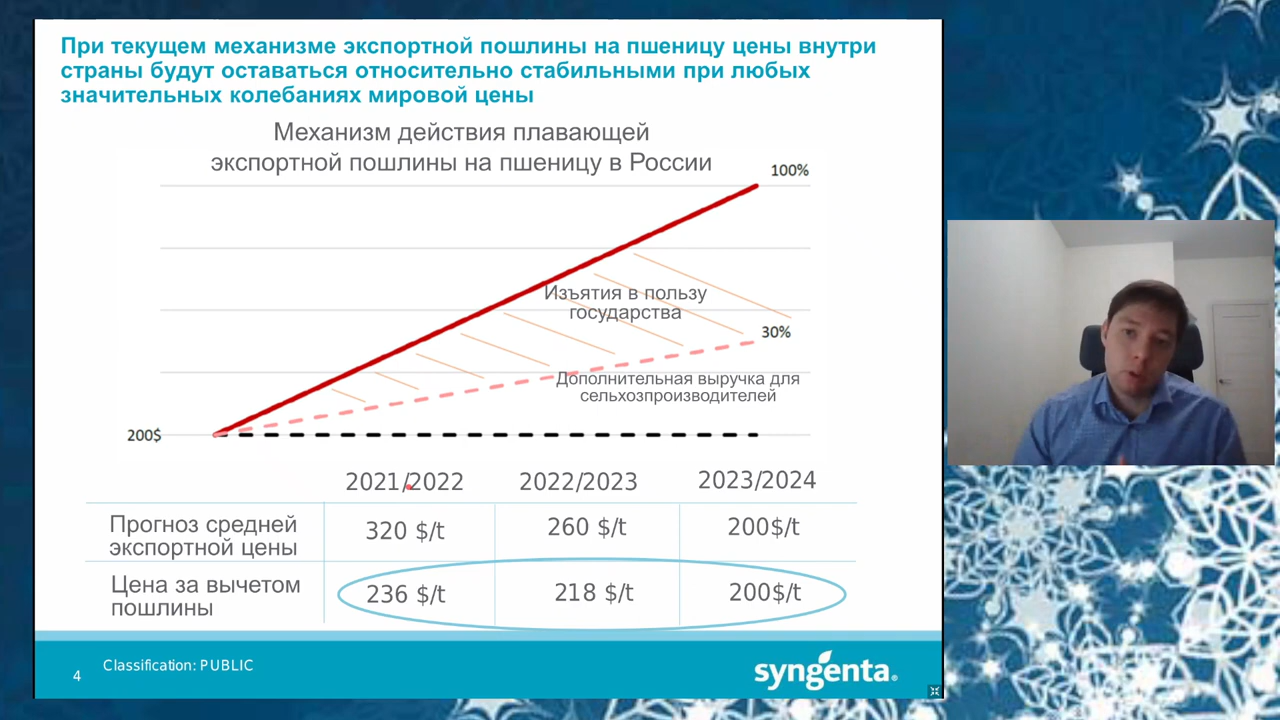 При текущем механизме экспортной пошлины на пшеницу цены внутри
страны будут оставаться относительно стабильными при любых
значительных колебаниях мировой цены
Механизм действия плавающей
экспортной пошлины на пшеницу в России
100%
Изъятия в пользу
государства
30%
Дополнительная выручка для
сельхозпроизводителей
200$
2021/2022 2022/2023 2023/2024
Прогноз средней
экспортной цены
320 $/t 260 $/t 200$/t
Цена за вычетом
пошлины
236 $/t 218 $/t 200$/t
4
Classification: PUBLIC
syngenta®